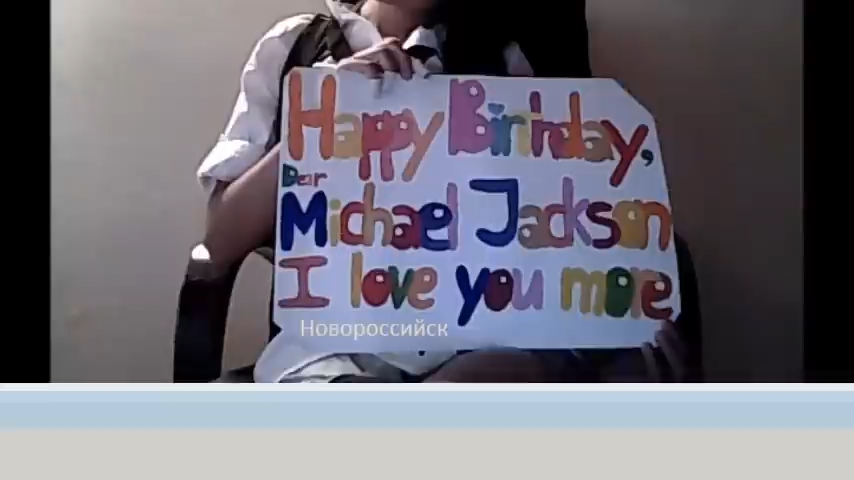 Happy Birthday,
Dear
Michael Jackson
I love you more
Новороссийск